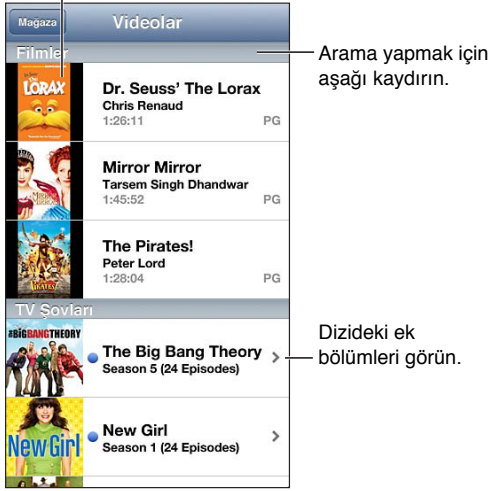 Mağaza
Videolar
Filmler
Arama yapmak için
aşağı kaydırın.
LORAX
Dr. Seuss' The Lorax
Chris Renaud
1:26:11 PG
Mirror Mirror
Tarsem Singh Dhandwar
1:45:52 PG
The Pirates!
Peter Lord
1:28:04 PG
TV Şovları
BIGBANGTHEORY
The Big Bang Theory
Season 5 (24 Episodes)
Dizideki ek
bölümleri görün.
New Girl
New Girl
Season 1 (24 Episodes)